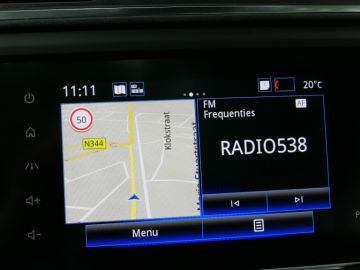 11:11
20°C
50
N344
Klokstraat
FM
AF
Frequenties
RADIO538
Menu